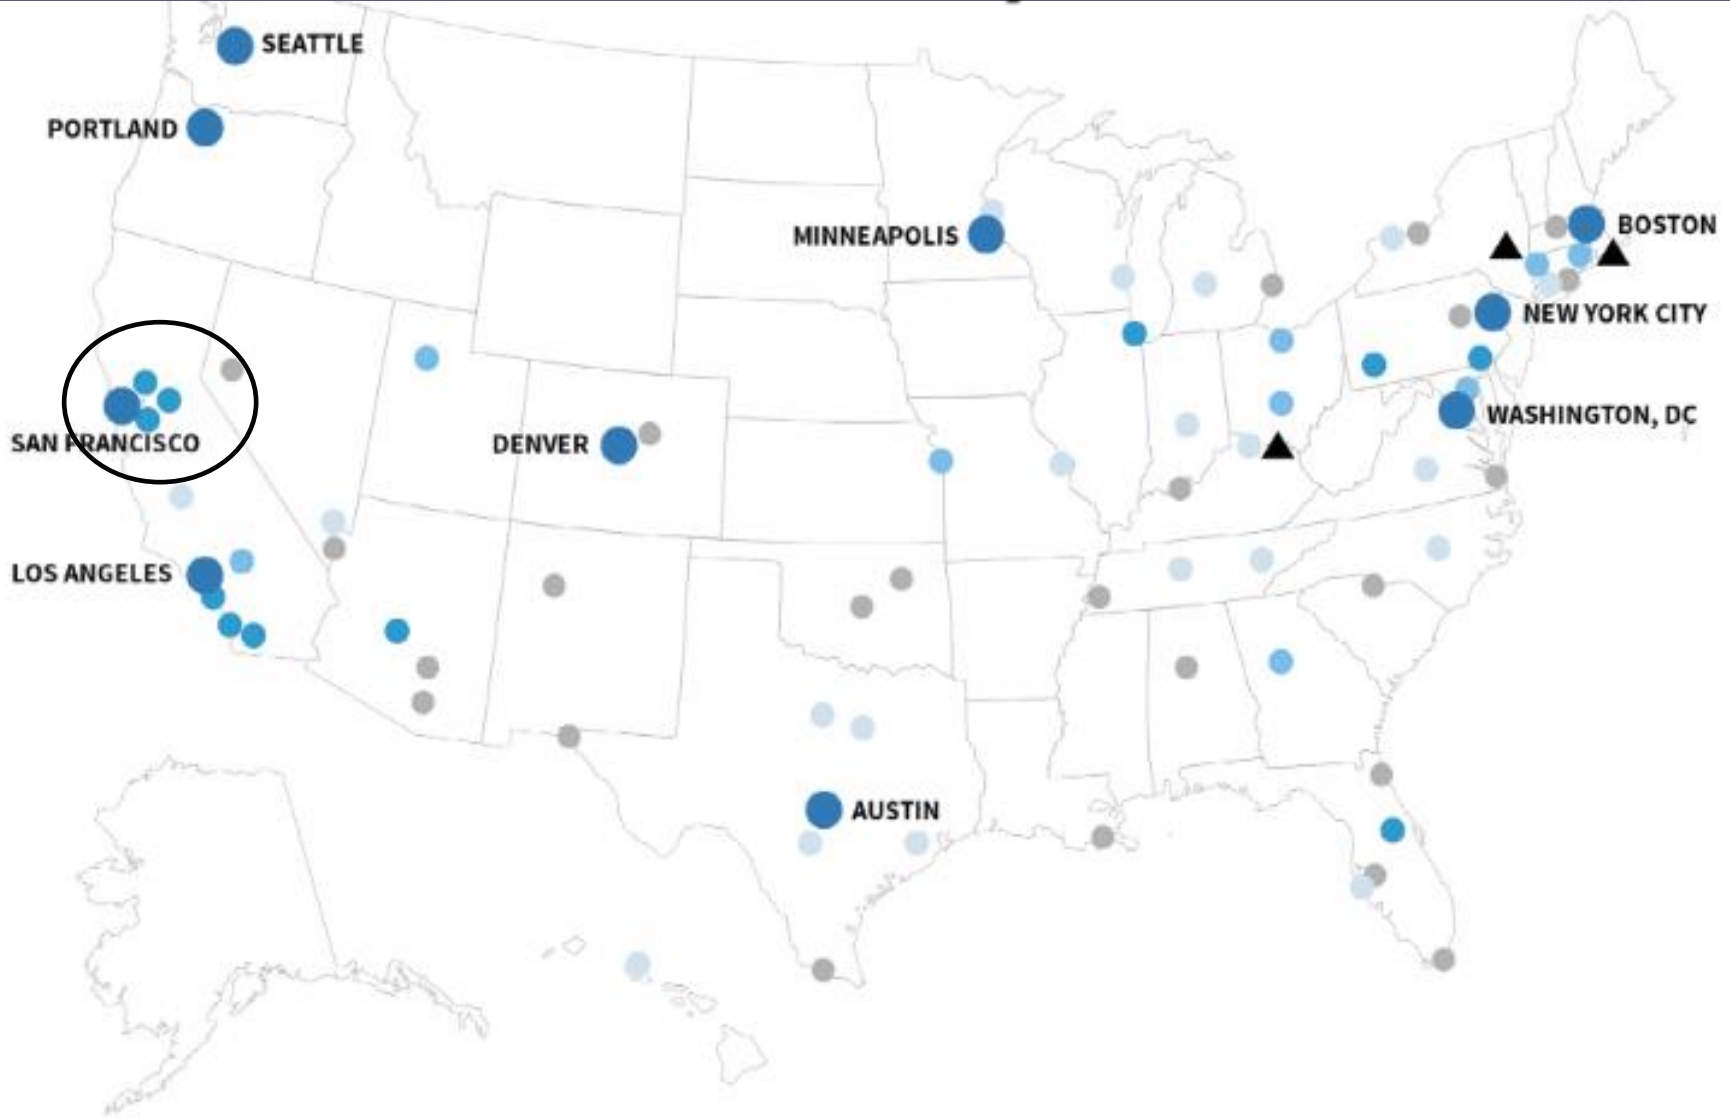 SEATTLE
PORTLAND
MINNEAPOLIS
BOSTON
NEW YORK CITY
WASHINGTON, DC
SAN FRANCISCO
DENVER
LOS ANGELES
AUSTIN